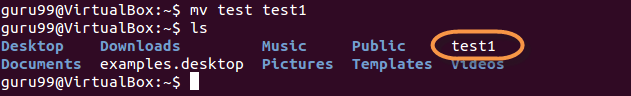 guru99@VirtualBox:~$ mv test test1
guru99@VirtualBox:~$ ls
Desktop Downloads Music Public test1
Documents examples.desktop Pictures Templates Videos
guru99@VirtualBox:~$